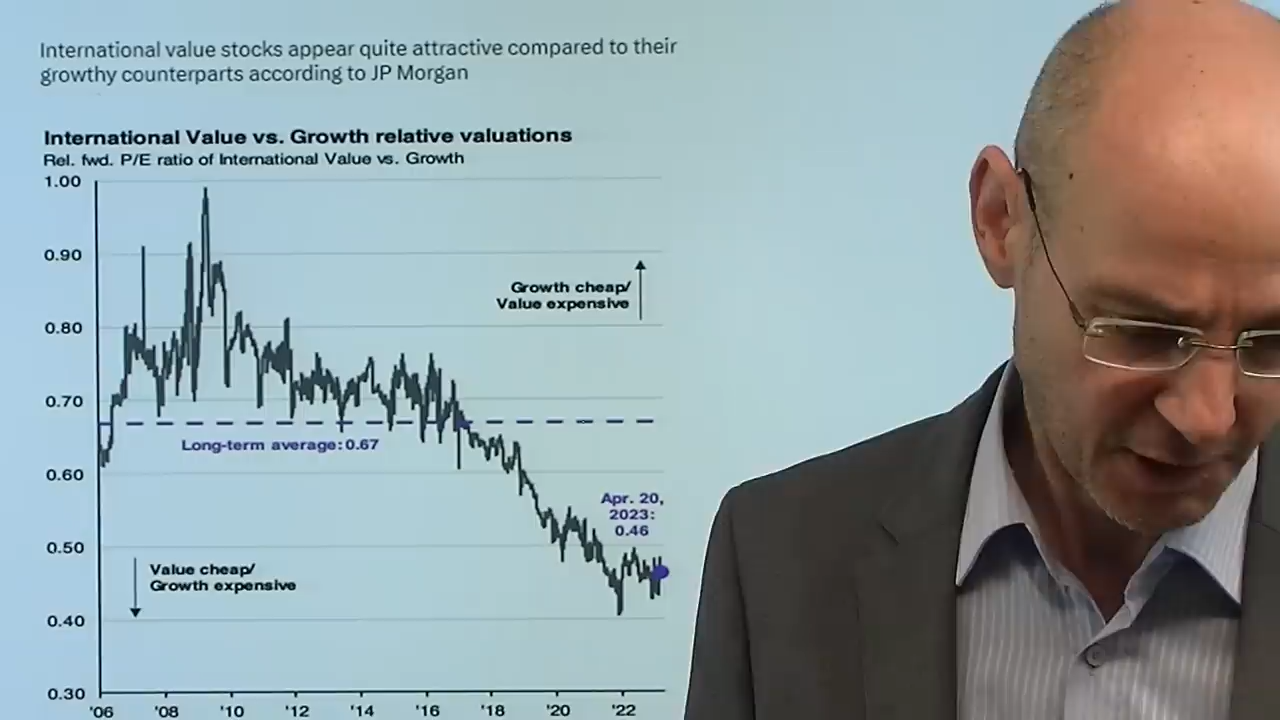 International value stocks appear quite attractive compared to their
growthy counterparts according to JP Morgan
International Value vs. Growth relative valuations
Rel. fwd. P/E ratio of International Value vs. Growth
1.00
0.90
Growth cheap/
Value expensive
0.80
0.70
Long-term average: 0.67
0.60
Apr. 20,
2023:
0.46
0.50
Value cheap/
Growth expensive
0.40
0.30
'06 '08 '10 '12 '14 '16 '18 '20 '22